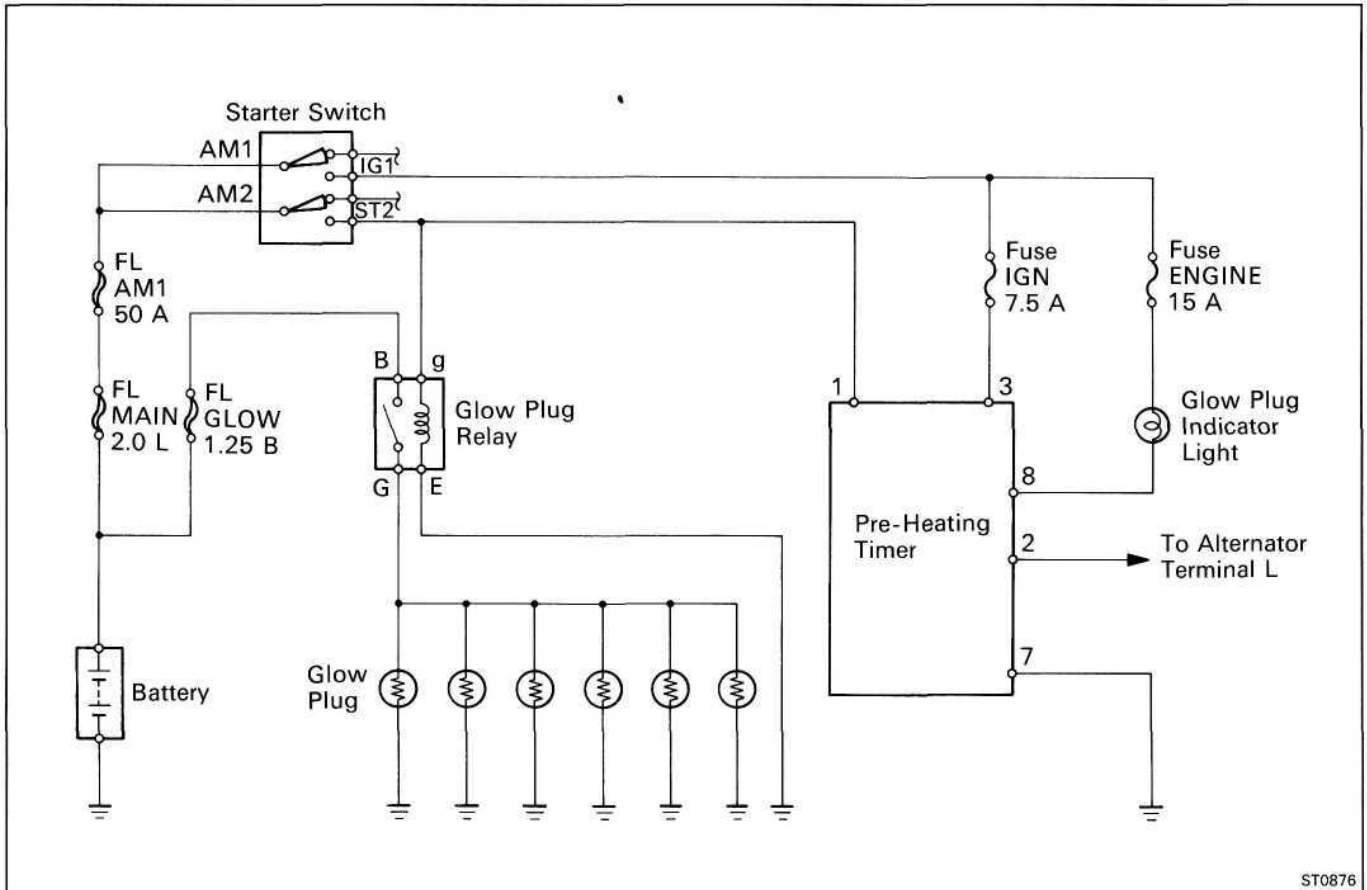 Starter Switch
AM1
IG1
AM2
ST2
FL
AM1
50 A
Fuse
IGN
7.5 A
Fuse
ENGINE
15 A
FL
MAIN
2.0 L
FL
GLOW
1.25 B
B
g
Glow Plug
Relay
G
E
1
3
Glow Plug
Indicator
Light
8
Pre-Heating
Timer
2
To Alternator
Terminal L
7
Battery
Glow
Plug
ST0876